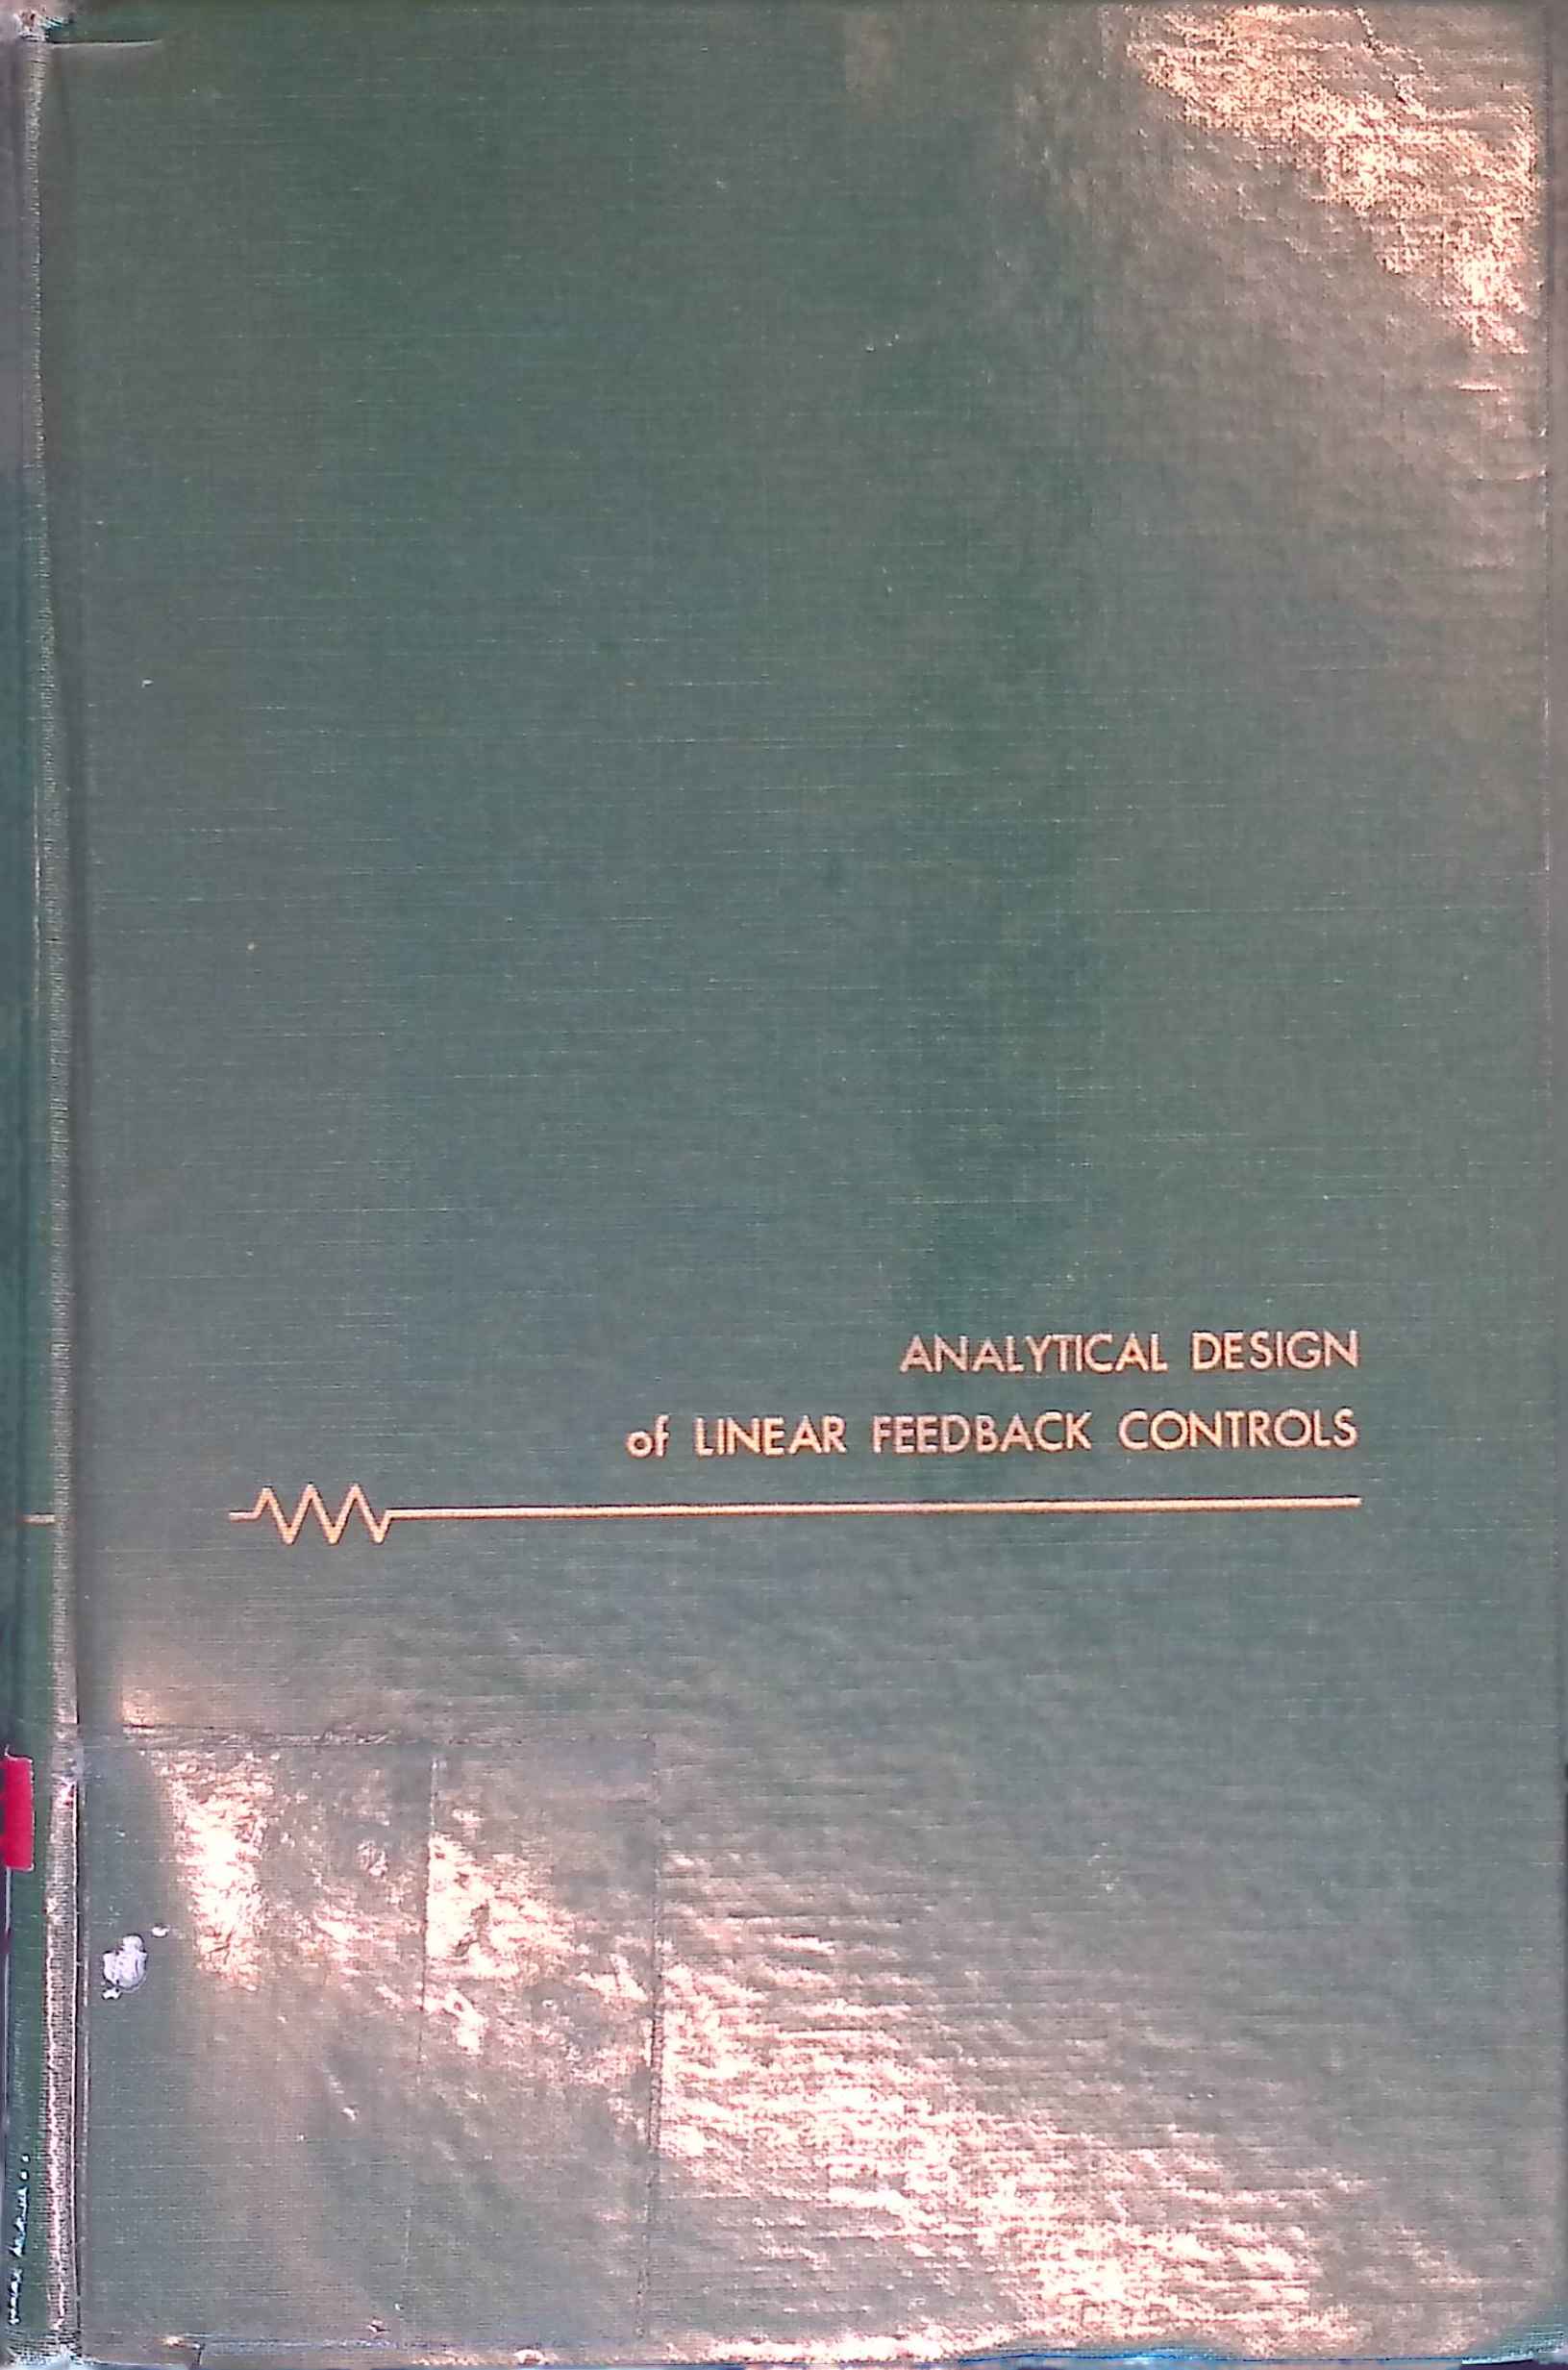 ANALYTICAL DESIGN
of LINEAR FEEDBACK CONTROLS